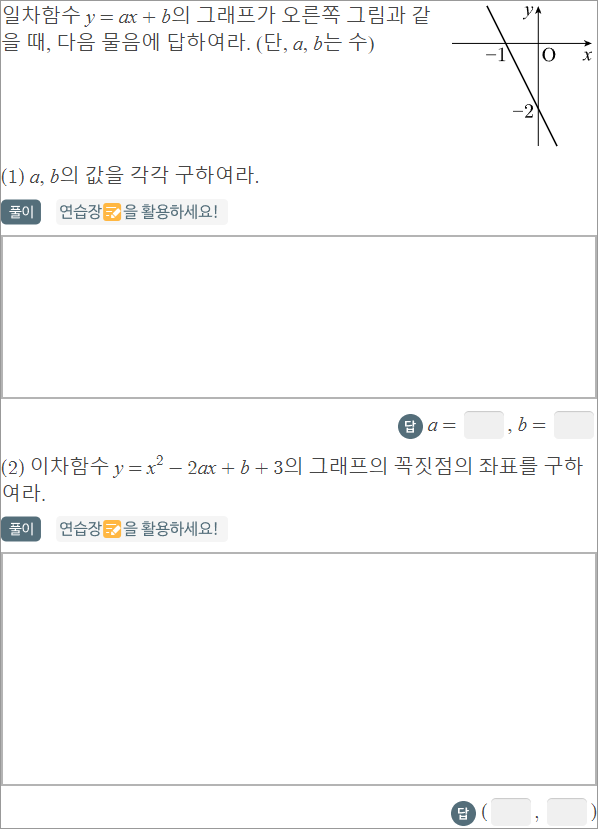 일차함수 y = ax + b의 그래프가 오른쪽 그림과 같
을 때, 다음 물음에 답하여라. (단, a, b는 수)
y
-1 O x
-2
(1) a, b의 값을 각각 구하여라.
풀이 연습장을 활용하세요!
답 a = , b =
(2) 이차함수 y = x² − 2ax + b + 3의 그래프의 꼭짓점의 좌표를 구하
여라.
풀이 연습장을 활용하세요!
답 ( , )